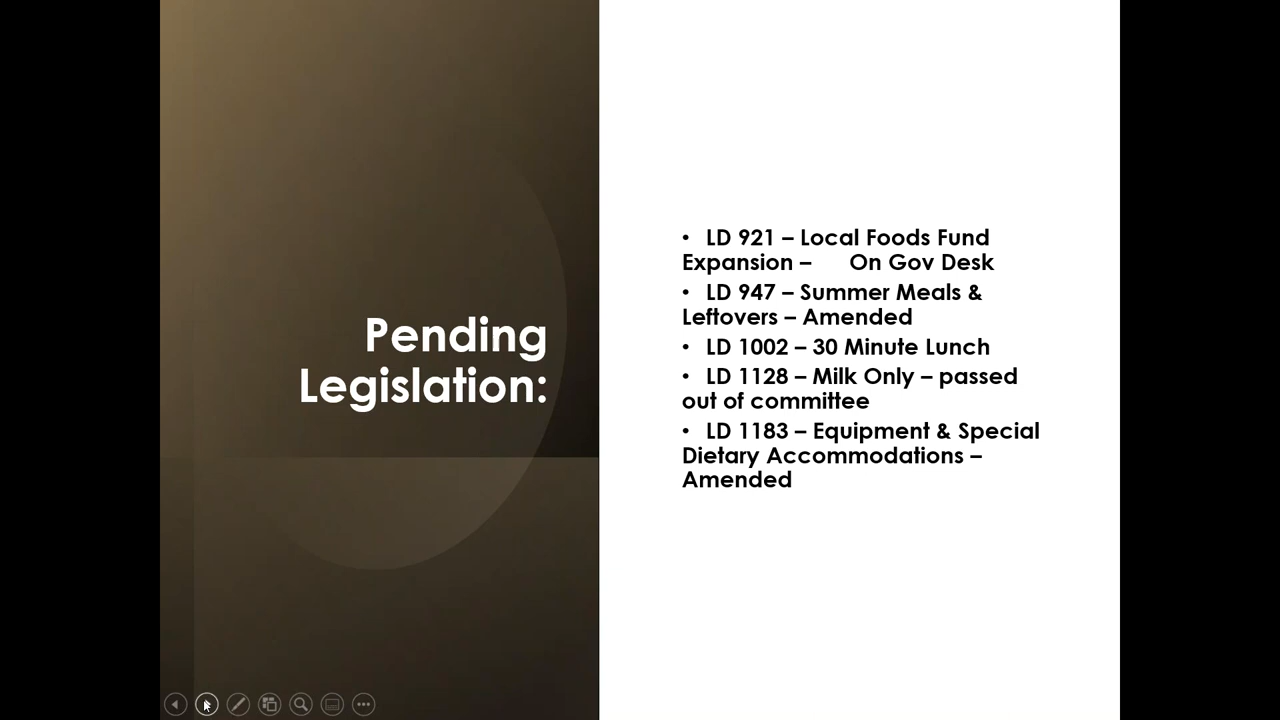 Pending
Legislation:
• LD 921 – Local Foods Fund
Expansion – On Gov Desk
• LD 947 – Summer Meals &
Leftovers – Amended
• LD 1002 – 30 Minute Lunch
• LD 1128 – Milk Only – passed
out of committee
• LD 1183 – Equipment & Special
Dietary Accommodations –
Amended